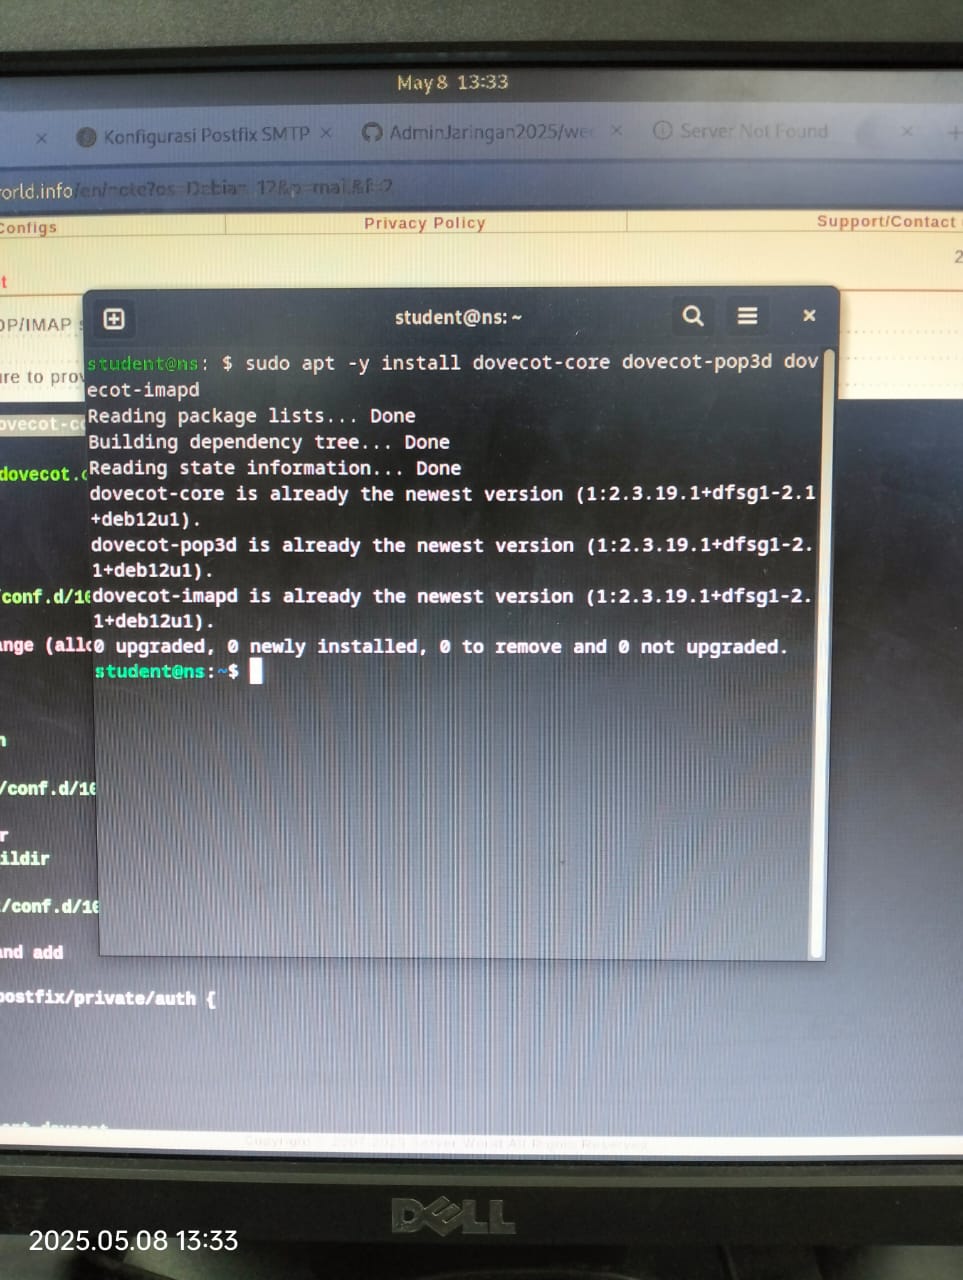 May 8 13:33
Konfigurasi Postfix SMTP
AdminJaringan2025/wee
Server Not Found
orld.info/en/note?os=Debian_12&p=mail&f=2
Configs
Privacy Policy
Support/Contact
2
t
OP/IMAP s
re to prov
student@ns:~
student@ns: $ sudo apt -y install dovecot-core dovecot-pop3d dov
ecot-imapd
Reading package lists... Done
Building dependency tree... Done
Reading state information... Done
dovecot-core is already the newest version (1:2.3.19.1+dfsg1-2.1
+deb12u1).
dovecot-pop3d is already the newest version (1:2.3.19.1+dfsg1-2.
1+deb12u1).
dovecot-imapd is already the newest version (1:2.3.19.1+dfsg1-2.
1+deb12u1).
0 upgraded, 0 newly installed, 0 to remove and 0 not upgraded.
student@ns:~$
ovecot-co
dovecot.c
/conf.d/10
ange (allo
n
/conf.d/10
r
ildir
/conf.d/10
and add
postfix/private/auth {
DELL
2025.05.08 13:33